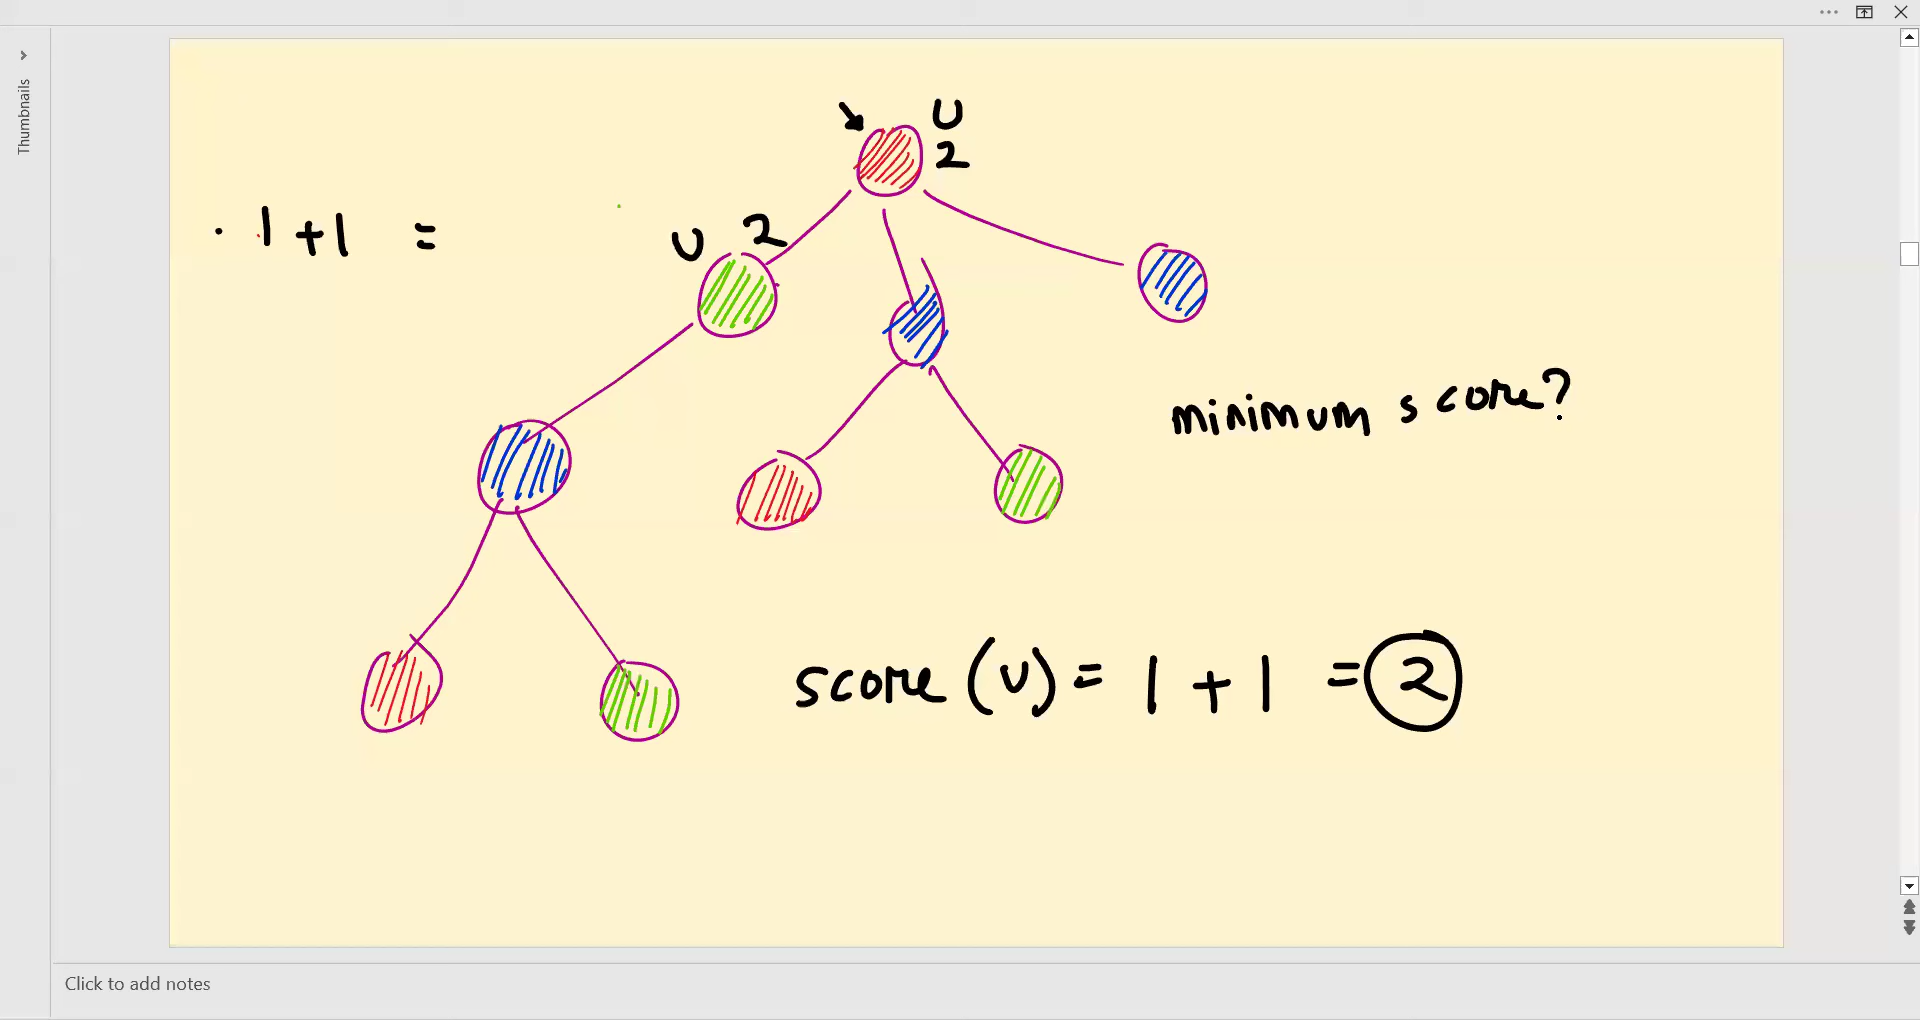 Thumbnails
U
2
1+1 =
U 2
minimum score?
score (U) = 1 + 1 = 2
Click to add notes